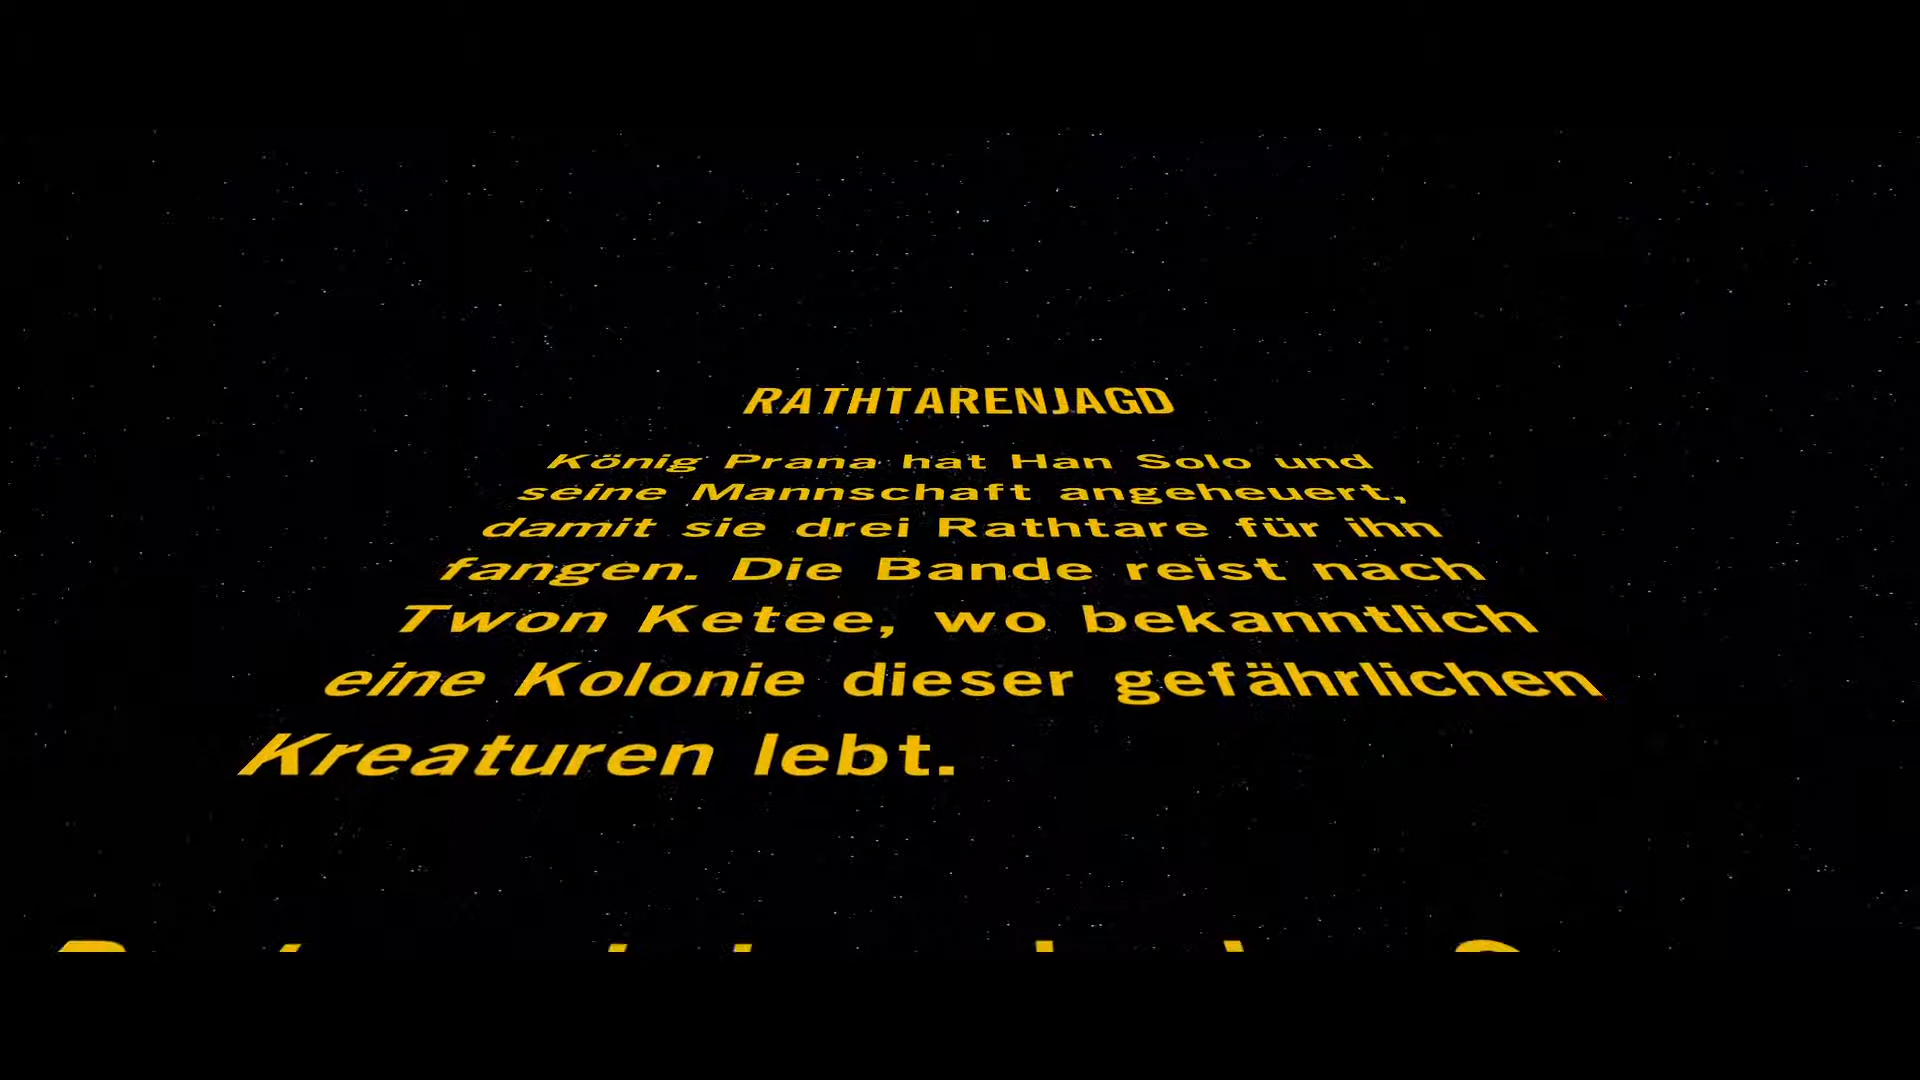 RATHTARENJAGD
König Prana hat Han Solo und
seine Mannschaft angeheuert,
damit sie drei Rathtare für ihn
fangen. Die Bande reist nach
Twon Ketee, wo bekanntlich
eine Kolonie dieser gefährlichen
Kreaturen lebt.